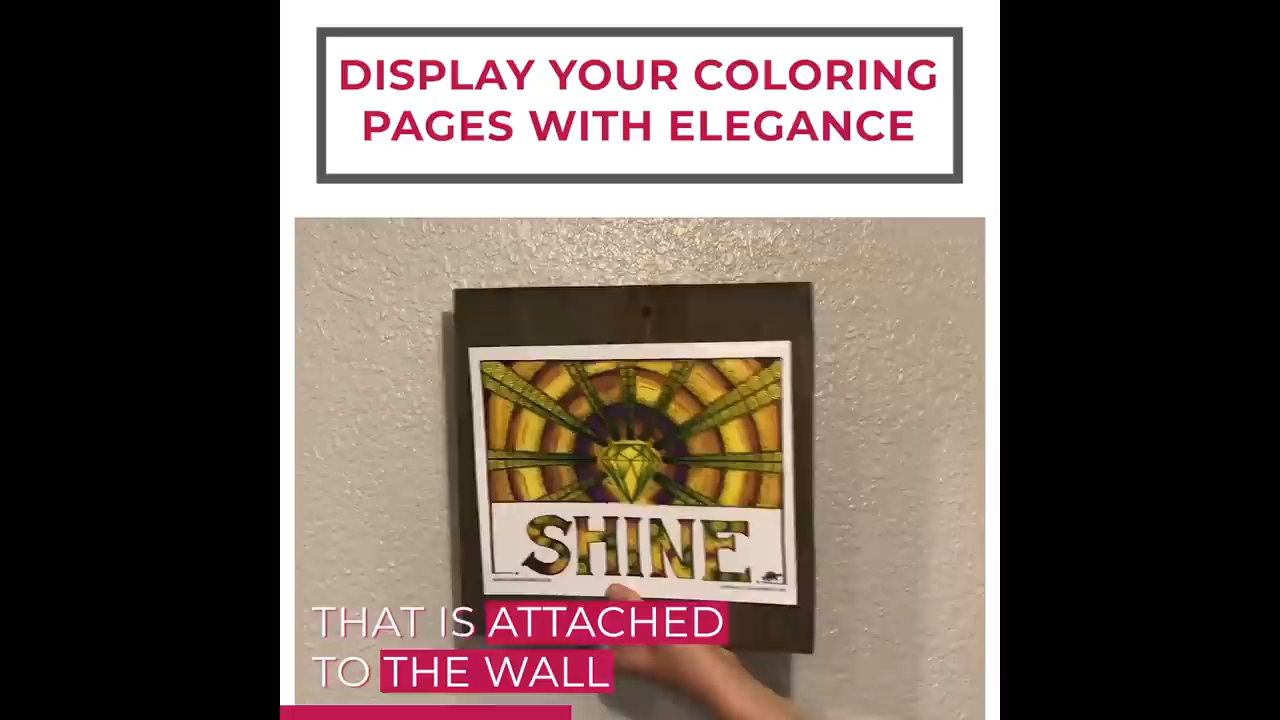 DISPLAY YOUR COLORING
PAGES WITH ELEGANCE
SHINE
THAT IS ATTACHED
TO THE WALL